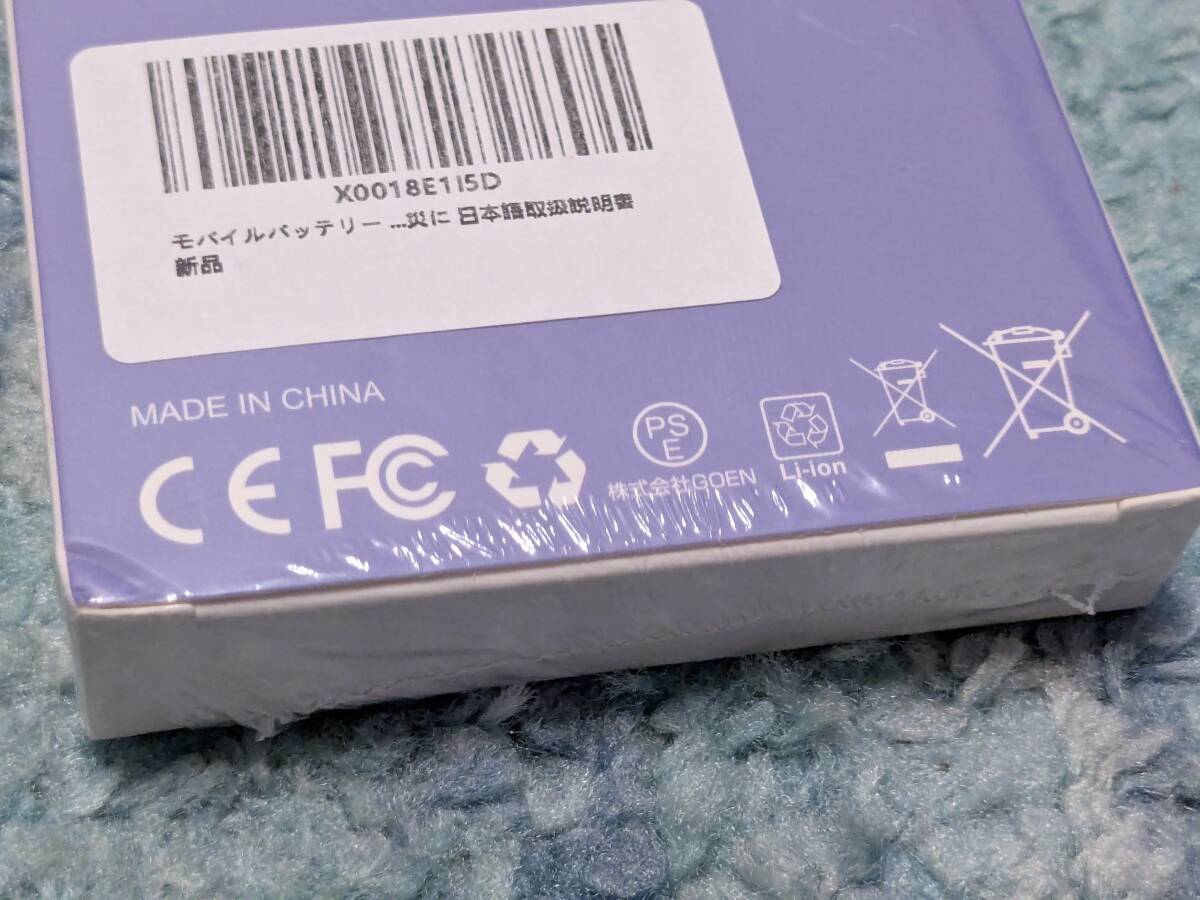 X0018E1I5D
モバイルバッテリー ...災に 日本語取扱説明書
新品
MADE IN CHINA
CE FC
PS
E
株式会社GOEN
Li-ion